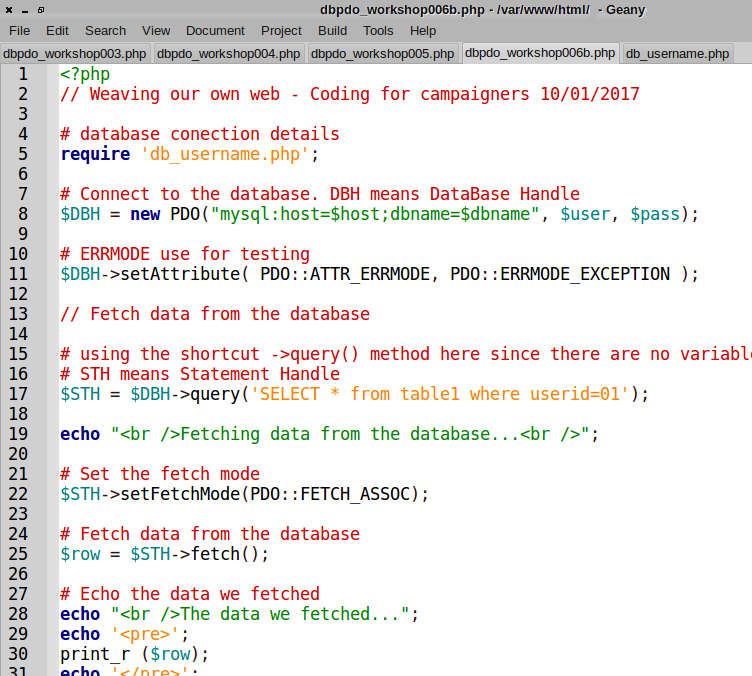 dbpdo_workshop006b.php - /var/www/html/ - Geany
File Edit Search View Document Project Build Tools Help
dbpdo_workshop003.php dbpdo_workshop004.php dbpdo_workshop005.php dbpdo_workshop006b.php db_username.php
1 <?php
2 // Weaving our own web - Coding for campaigners 10/01/2017
3
4 # database conection details
5 require 'db_username.php';
6
7 # Connect to the database. DBH means DataBase Handle
8 $DBH = new PDO("mysql:host=$host;dbname=$dbname", $user, $pass);
9
10 # ERRMODE use for testing
11 $DBH->setAttribute( PDO::ATTR_ERRMODE, PDO::ERRMODE_EXCEPTION );
12
13 // Fetch data from the database
14
15 # using the shortcut ->query() method here since there are no variabl
16 # STH means Statement Handle
17 $STH = $DBH->query('SELECT * from table1 where userid=01');
18
19 echo "<br />Fetching data from the database...<br />";
20
21 # Set the fetch mode
22 $STH->setFetchMode(PDO::FETCH_ASSOC);
23
24 # Fetch data from the database
25 $row = $STH->fetch();
26
27 # Echo the data we fetched
28 echo "<br />The data we fetched...";
29 echo '<pre>';
30 print_r ($row);
31 echo '</pre>';